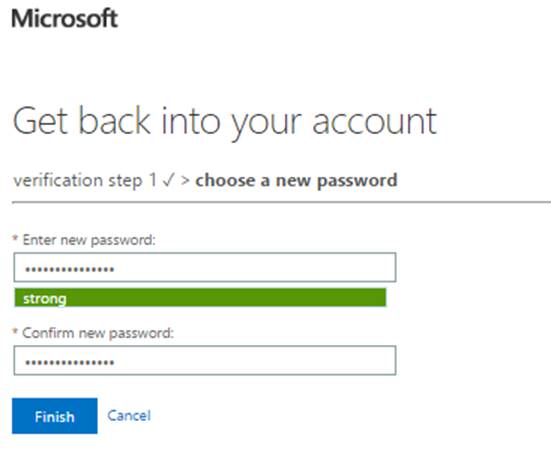 Microsoft
Get back into your account
verification step 1 ✓ > choose a new password
* Enter new password:
•••••••••••••••
strong
* Confirm new password:
•••••••••••••••
Finish Cancel